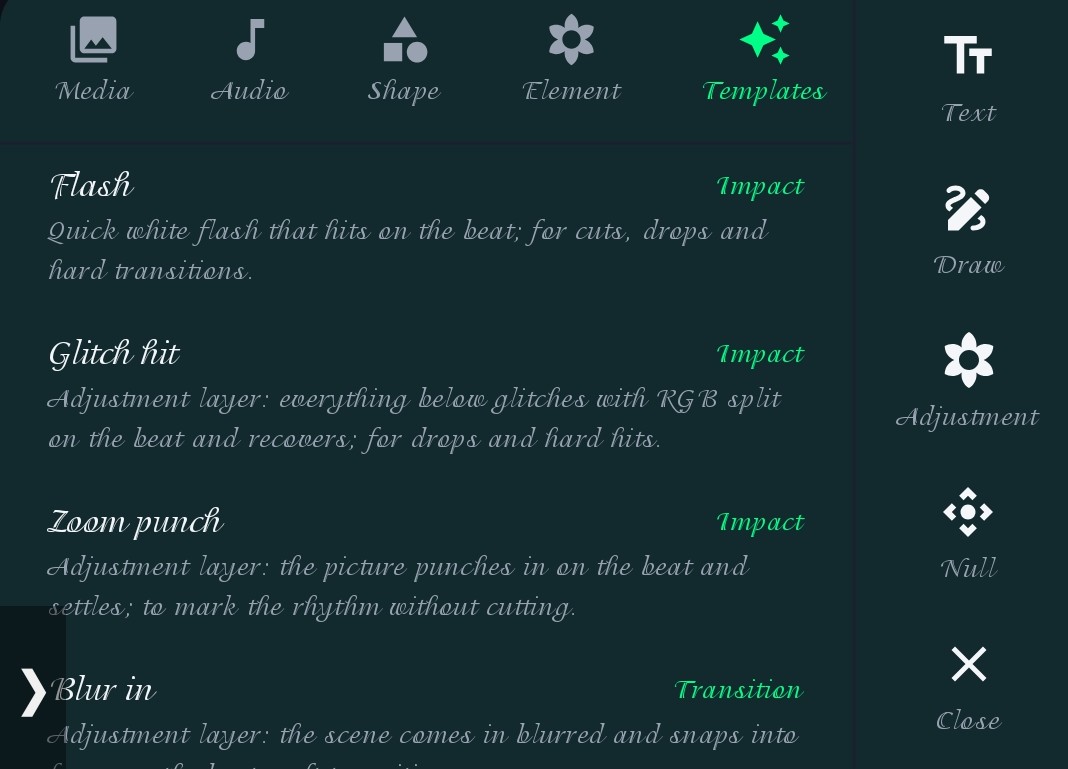 Media
Audio
Shape
Element
Templates
Text
Draw
Adjustment
Null
Close
Flash
Impact
Quick white flash that hits on the beat; for cuts, drops and
hard transitions.
Glitch hit
Impact
Adjustment layer: everything below glitches with RGB split
on the beat and recovers; for drops and hard hits.
Zoom punch
Impact
Adjustment layer: the picture punches in on the beat and
settles; to mark the rhythm without cutting.
Blur in
Transition
Adjustment layer: the scene comes in blurred and snaps into